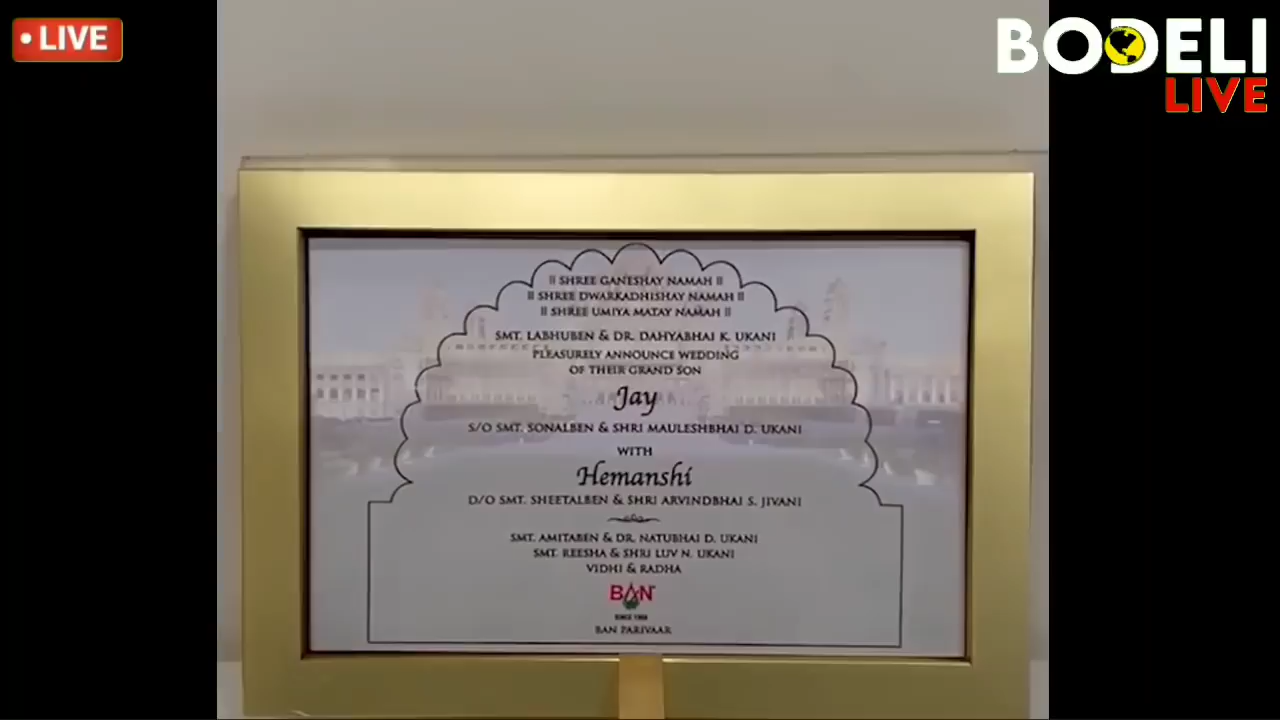 LIVE
BODELI
LIVE
|| SHREE GANESHAY NAMAH ||
|| SHREE DWARKADHISHAY NAMAH ||
|| SHREE UMIYA MATAY NAMAH ||
SMT. LABHUBEN & DR. DAHYABHAI K. UKANI
PLEASURELY ANNOUNCE WEDDING
OF THEIR GRAND SON
Jay
S/O SMT. SONALBEN & SHRI MAULESHBHAI D. UKANI
WITH
Hemanshi
D/O SMT. SHEETALBEN & SHRI ARVINDBHAI S. JIVANI
SMT. AMITABEN & DR. NATUBHAI D. UKANI
SMT. REESHA & SHRI LUV N. UKANI
VIDHI & RADHA
BAN
SINCE
BAN PARIVAAR